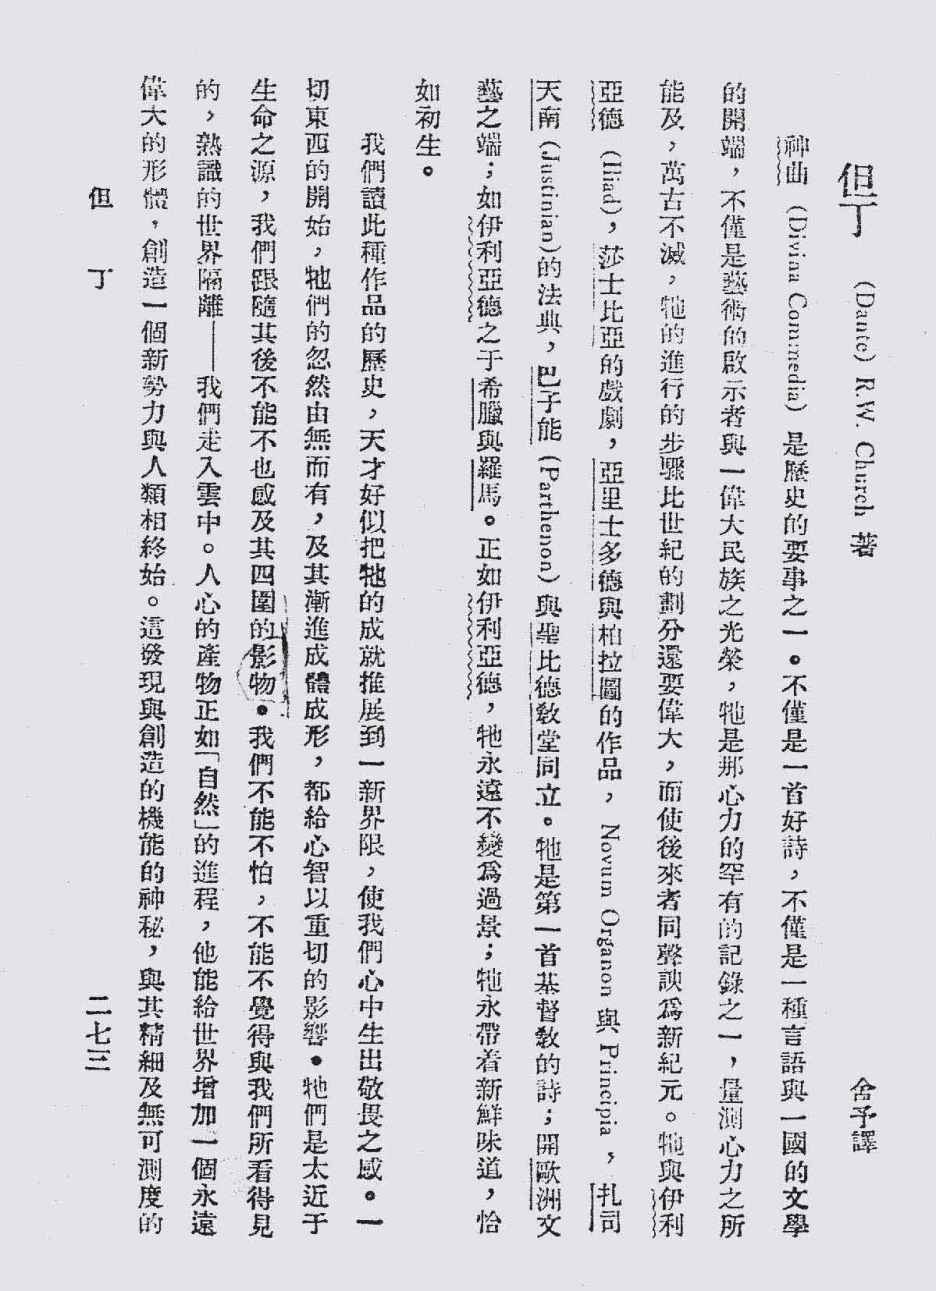 但丁 (Dante) R.W. Church 著 舍予譯
神曲 (Divina Commedia) 是歷史的要事之一。不僅是一首好詩，不僅是一種言語與一國的文學
的開端，不僅是藝術的啟示者與一偉大民族之光榮，牠是那心力的罕有的記錄之一，量測心力之所
能及，萬古不滅，牠的進行的步驟比世紀的劃分還要偉大，而使後來者同聲諛為新紀元。牠與伊利
亞德 (Iliad)，莎士比亞的戲劇，亞里士多德與柏拉圖的作品，Novum Organon 與 Principia，扎司
天南 (Justinian) 的法典，巴子能 (Parthenon) 與聖比德教堂同立。牠是第一首基督教的詩；開歐洲文
藝之端；如伊利亞德之于希臘與羅馬。正如伊利亞德，牠永遠不變為過景；牠永帶着新鮮味道，恰
如初生。
我們讀此種作品的歷史，天才好似把牠的成就推展到一新界限，使我們心中生出敬畏之感。一
切東西的開始，牠們的忽然由無而有，及其漸進成體成形，都給心智以重切的影響。牠們是太近于
生命之源，我們跟隨其後不能不也感及其四圍的影物。我們不能不怕，不能不覺得與我們所看得見
的，熟識的世界隔離——我們走入雲中。人心的產物正如「自然」的進程，他能給世界增加一個永遠
偉大的形體，創造一個新勢力與人類相終始。這發現與創造的機能的神秘，與其精細及無可測度的
但丁 二七三